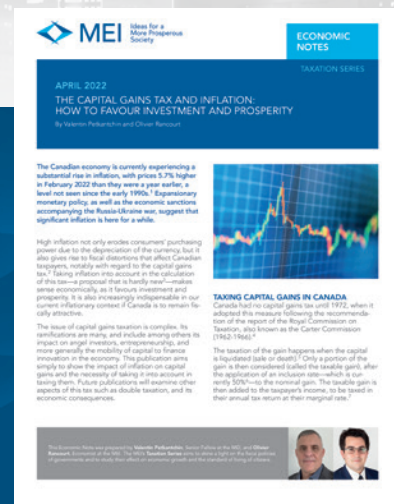 MEI
Ideas for a
More Prosperous
Society
ECONOMIC
NOTES
TAXATION SERIES
APRIL 2022
THE CAPITAL GAINS TAX AND INFLATION:
HOW TO FAVOUR INVESTMENT AND PROSPERITY
By Valentin Petkantchin and Olivier Rancourt
The Canadian economy is currently experiencing a
substantial rise in inflation, with prices 5.7% higher
in February 2022 than they were a year earlier, a
level not seen since the early 1990s.1 Expansionary
monetary policy, as well as the economic sanctions
accompanying the Russia-Ukraine war, suggest that
significant inflation is here for a while.
High inflation not only erodes consumers' purchasing
power due to the depreciation of the currency, but it
also gives rise to fiscal distortions that affect Canadian
taxpayers, notably with regard to the capital gains
tax.2 Taking inflation into account in the calculation
of this tax—a proposal that is hardly new3—makes
sense economically, as it favours investment and
prosperity. It is also increasingly indispensable in our
current inflationary context if Canada is to remain fis-
cally attractive.
The issue of capital gains taxation is complex. Its
ramifications are many, and include among others its
impact on angel investors, entrepreneurship, and
more generally the mobility of capital to finance
innovation in the economy. This publication aims
simply to show the impact of inflation on capital
gains and the necessity of taking it into account in
taxing them. Future publications will examine other
aspects of this tax such as double taxation, and its
economic consequences.
TAXING CAPITAL GAINS IN CANADA
Canada had no capital gains tax until 1972, when it
adopted this measure following the recommenda-
tion of the report of the Royal Commission on
Taxation, also known as the Carter Commission
(1962-1966).4
The taxation of the gain happens when the capital
is liquidated (sale or death).5 Only a portion of the
gain is then considered (called the taxable gain), after
the application of an inclusion rate—which is cur-
rently 50%6—to the nominal gain. The taxable gain is
then added to the taxpayer's income, to be taxed in
their annual tax return at their marginal rate.7
This Economic Note was prepared by Valentin Petkantchin, Senior Fellow at the MEI, and Olivier
Rancourt, Economist at the MEI. The MEI's Taxation Series aims to shine a light on the fiscal policies
of governments and to study their effect on economic growth and the standard of living of citizens.